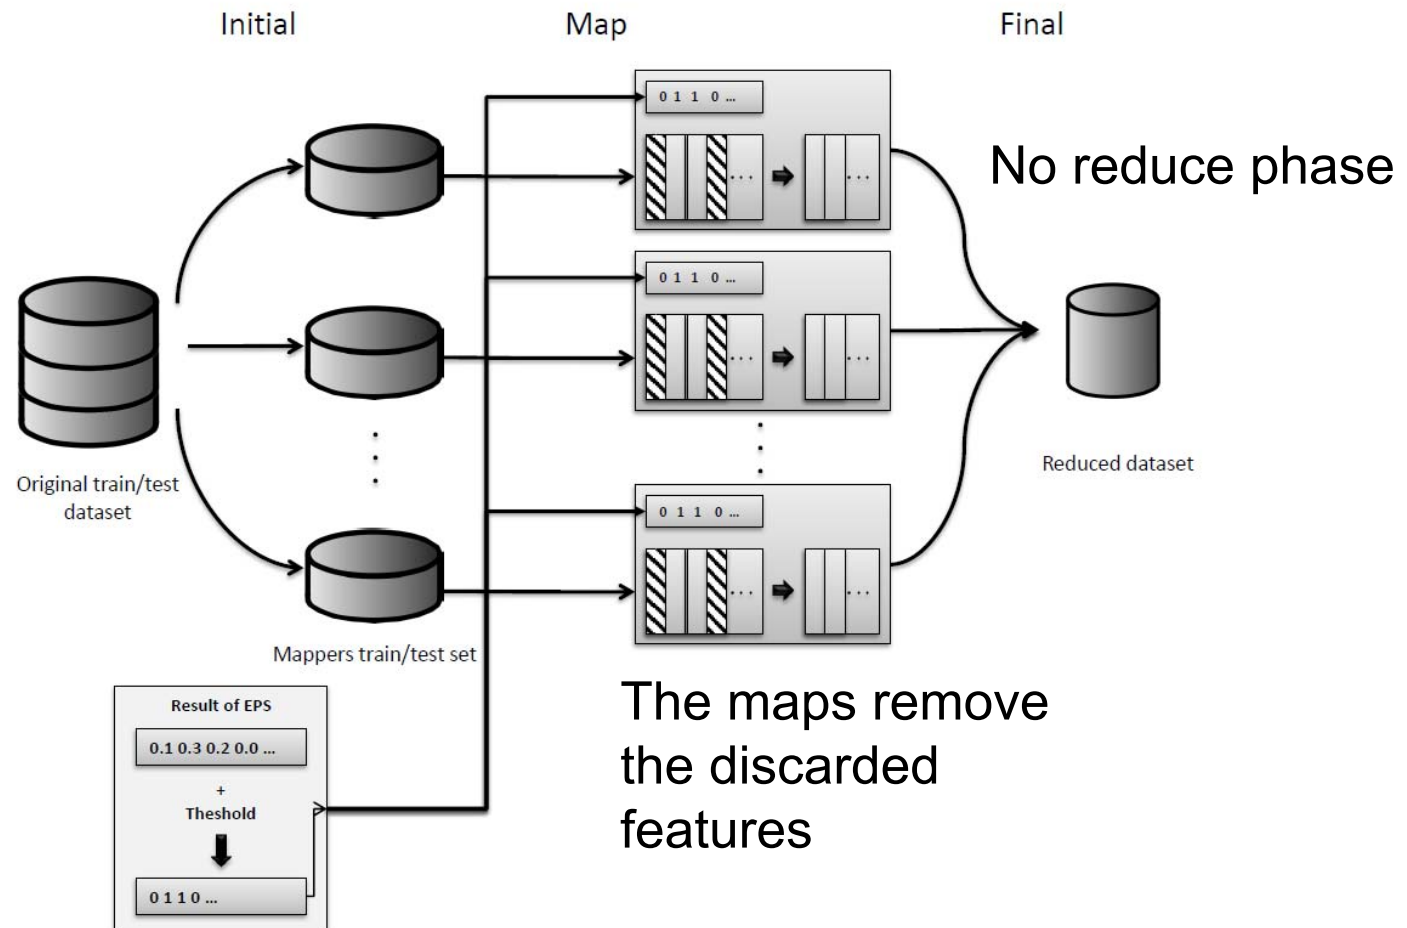 Initial
Map
Final
0 1 1 0 ...
...
...
No reduce phase
0 1 1 0 ...
...
...
Original train/test
dataset
Reduced dataset
0 1 1 0 ...
...
...
Mappers train/test set
Result of EPS
0.1 0.3 0.2 0.0 ...
+
Theshold
0 1 1 0 ...
The maps remove
the discarded
features